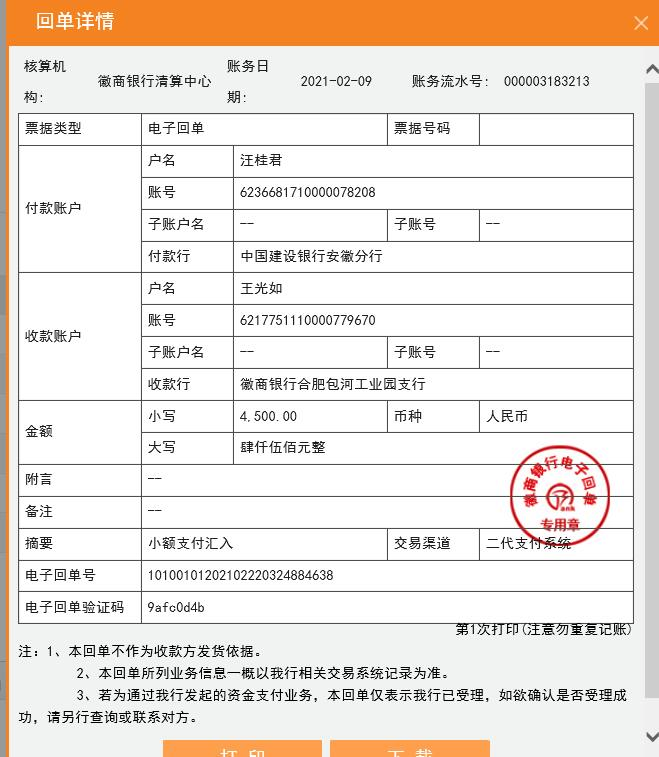 回单详情
核算机构: 徽商银行清算中心 账务日期: 2021-02-09 账务流水号: 000003183213
票据类型 电子回单 票据号码
付款账户
户名 汪桂君
账号 6236681710000078208
子账户名 -- 子账号 --
付款行 中国建设银行安徽分行
收款账户
户名 王光如
账号 6217751110000779670
子账户名 -- 子账号 --
收款行 徽商银行合肥包河工业园支行
金额
小写 4,500.00 币种 人民币
大写 肆仟伍佰元整
附言 --
备注 --
徽商银行电子回单
ank
专用章
摘要 小额支付汇入 交易渠道 二代支付系统
电子回单号 10100101202102220324884638
电子回单验证码 9afc0d4b
第1次打印(注意勿重复记账)
注: 1、本回单不作为收款方发货依据。
2、本回单所列业务信息一概以我行相关交易系统记录为准。
3、若为通过我行发起的资金支付业务，本回单仅表示我行已受理，如欲确认是否受理成
功，请另行查询或联系对方。
打 印 下 载